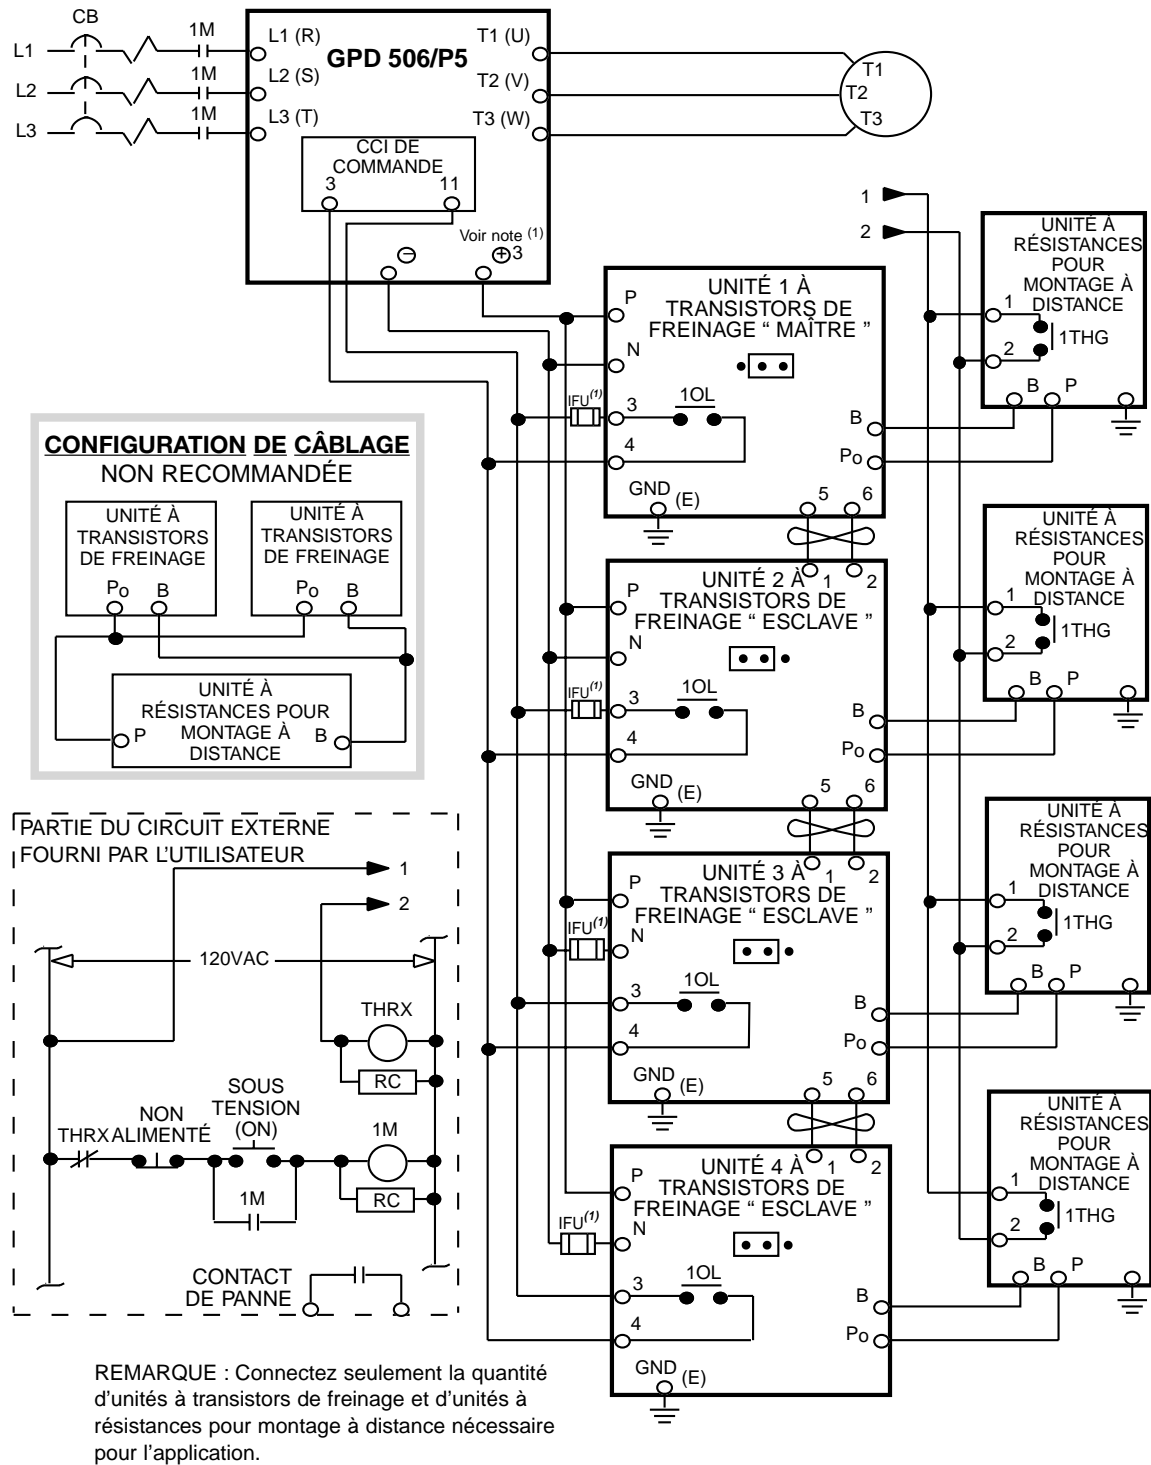 CB
L1
1M
L2
1M
L3
1M
L1 (R)
T1 (U)
GPD 506/P5
L2 (S)
T2 (V)
L3 (T)
T3 (W)
T1
T2
T3
CCI DE
COMMANDE
3 11
Voir note (1)
− + 3
1
2
UNITÉ 1 À
TRANSISTORS DE
FREINAGE “ MAÎTRE ”
P
N
IFU(1)
3
1OL
4
B
Po
GND (E)
5 6
UNITÉ À
RÉSISTANCES
POUR
MONTAGE À
DISTANCE
1
1THG
2
B P
CONFIGURATION DE CÂBLAGE
NON RECOMMANDÉE
UNITÉ À
TRANSISTORS
DE FREINAGE
Po B
UNITÉ À
TRANSISTORS
DE FREINAGE
Po B
UNITÉ À
RÉSISTANCES POUR
MONTAGE À
DISTANCE
P B
1 2
UNITÉ 2 À
TRANSISTORS DE
FREINAGE “ ESCLAVE ”
P
N
IFU(1)
3
1OL
4
B
Po
GND (E)
5 6
UNITÉ À
RÉSISTANCES
POUR
MONTAGE À
DISTANCE
1
1THG
2
B P
1 2
UNITÉ 3 À
TRANSISTORS DE
FREINAGE “ ESCLAVE ”
P
IFU(1)
N
3
1OL
4
B
Po
GND (E)
5 6
UNITÉ À
RÉSISTANCES
POUR
MONTAGE À
DISTANCE
1
1THG
2
B P
1 2
UNITÉ 4 À
TRANSISTORS DE
FREINAGE “ ESCLAVE ”
P
IFU(1)
N
3
1OL
4
B
Po
GND (E)
UNITÉ À
RÉSISTANCES
POUR
MONTAGE À
DISTANCE
1
1THG
2
B P
PARTIE DU CIRCUIT EXTERNE
FOURNI PAR L'UTILISATEUR
1
2
120VAC
THRX
RC
THRX
NON
ALIMENTÉ
SOUS
TENSION
(ON)
1M
1M
RC
CONTACT
DE PANNE
REMARQUE : Connectez seulement la quantité
d'unités à transistors de freinage et d'unités à
résistances pour montage à distance nécessaire
pour l'application.